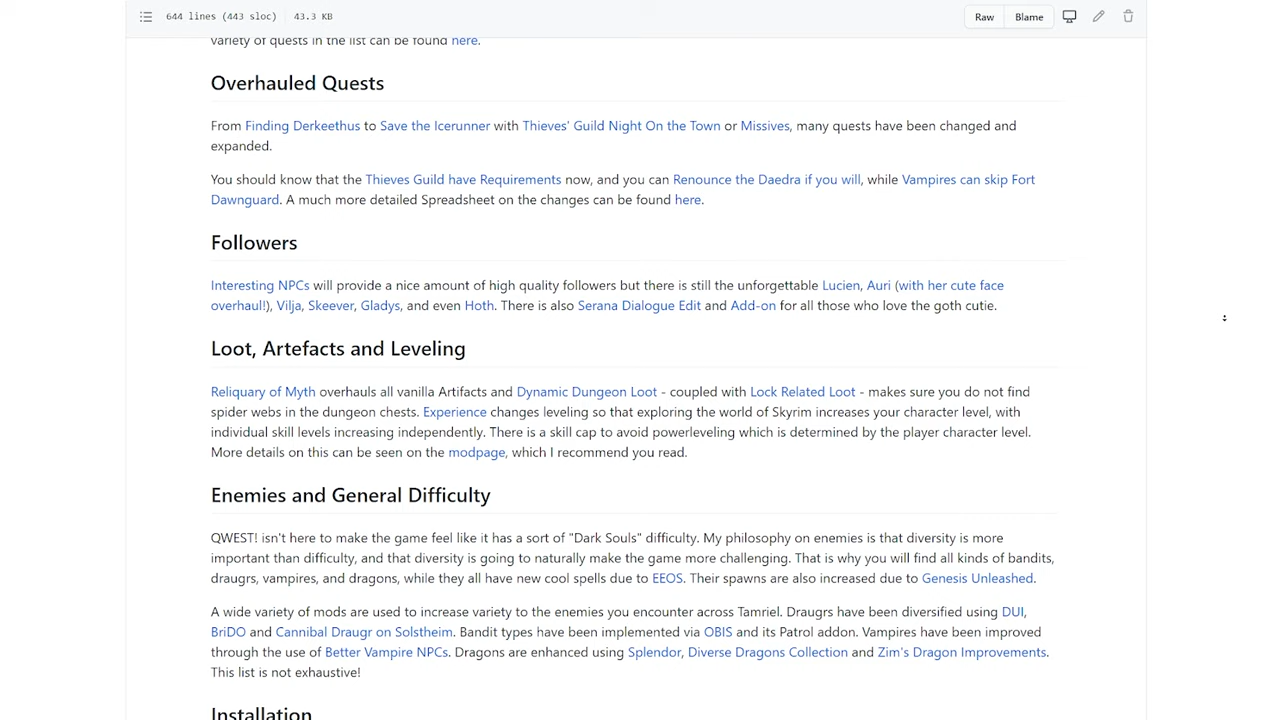 644 lines (443 sloc) 43.3 KB Raw Blame
variety of quests in the list can be found here.
Overhauled Quests
From Finding Derkeethus to Save the Icerunner with Thieves' Guild Night On the Town or Missives, many quests have been changed and
expanded.
You should know that the Thieves Guild have Requirements now, and you can Renounce the Daedra if you will, while Vampires can skip Fort
Dawnguard. A much more detailed Spreadsheet on the changes can be found here.
Followers
Interesting NPCs will provide a nice amount of high quality followers but there is still the unforgettable Lucien, Auri (with her cute face
overhaul!), Vilja, Skeever, Gladys, and even Hoth. There is also Serana Dialogue Edit and Add-on for all those who love the goth cutie.
Loot, Artefacts and Leveling
Reliquary of Myth overhauls all vanilla Artifacts and Dynamic Dungeon Loot - coupled with Lock Related Loot - makes sure you do not find
spider webs in the dungeon chests. Experience changes leveling so that exploring the world of Skyrim increases your character level, with
individual skill levels increasing independently. There is a skill cap to avoid powerleveling which is determined by the player character level.
More details on this can be seen on the modpage, which I recommend you read.
Enemies and General Difficulty
QWEST! isn't here to make the game feel like it has a sort of "Dark Souls" difficulty. My philosophy on enemies is that diversity is more
important than difficulty, and that diversity is going to naturally make the game more challenging. That is why you will find all kinds of bandits,
draugrs, vampires, and dragons, while they all have new cool spells due to EEOS. Their spawns are also increased due to Genesis Unleashed.
A wide variety of mods are used to increase variety to the enemies you encounter across Tamriel. Draugrs have been diversified using DUI,
BriDO and Cannibal Draugr on Solstheim. Bandit types have been implemented via OBIS and its Patrol addon. Vampires have been improved
through the use of Better Vampire NPCs. Dragons are enhanced using Splendor, Diverse Dragons Collection and Zim's Dragon Improvements.
This list is not exhaustive!
Installation